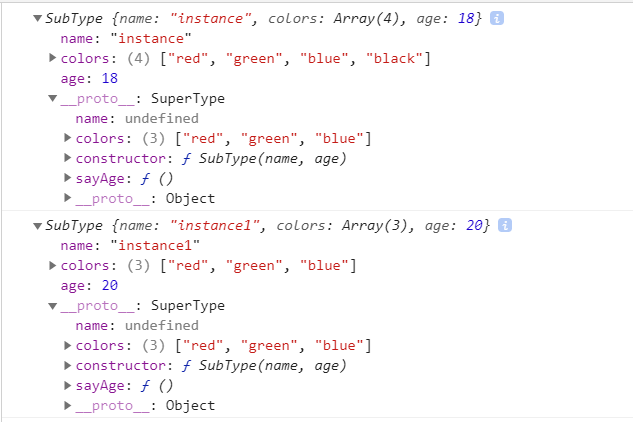 SubType {name: "instance", colors: Array(4), age: 18} i
name: "instance"
colors: (4) ["red", "green", "blue", "black"]
age: 18
__proto__: SuperType
name: undefined
colors: (3) ["red", "green", "blue"]
constructor: ƒ SubType(name, age)
sayAge: ƒ ()
__proto__: Object
SubType {name: "instance1", colors: Array(3), age: 20} i
name: "instance1"
colors: (3) ["red", "green", "blue"]
age: 20
__proto__: SuperType
name: undefined
colors: (3) ["red", "green", "blue"]
constructor: ƒ SubType(name, age)
sayAge: ƒ ()
__proto__: Object